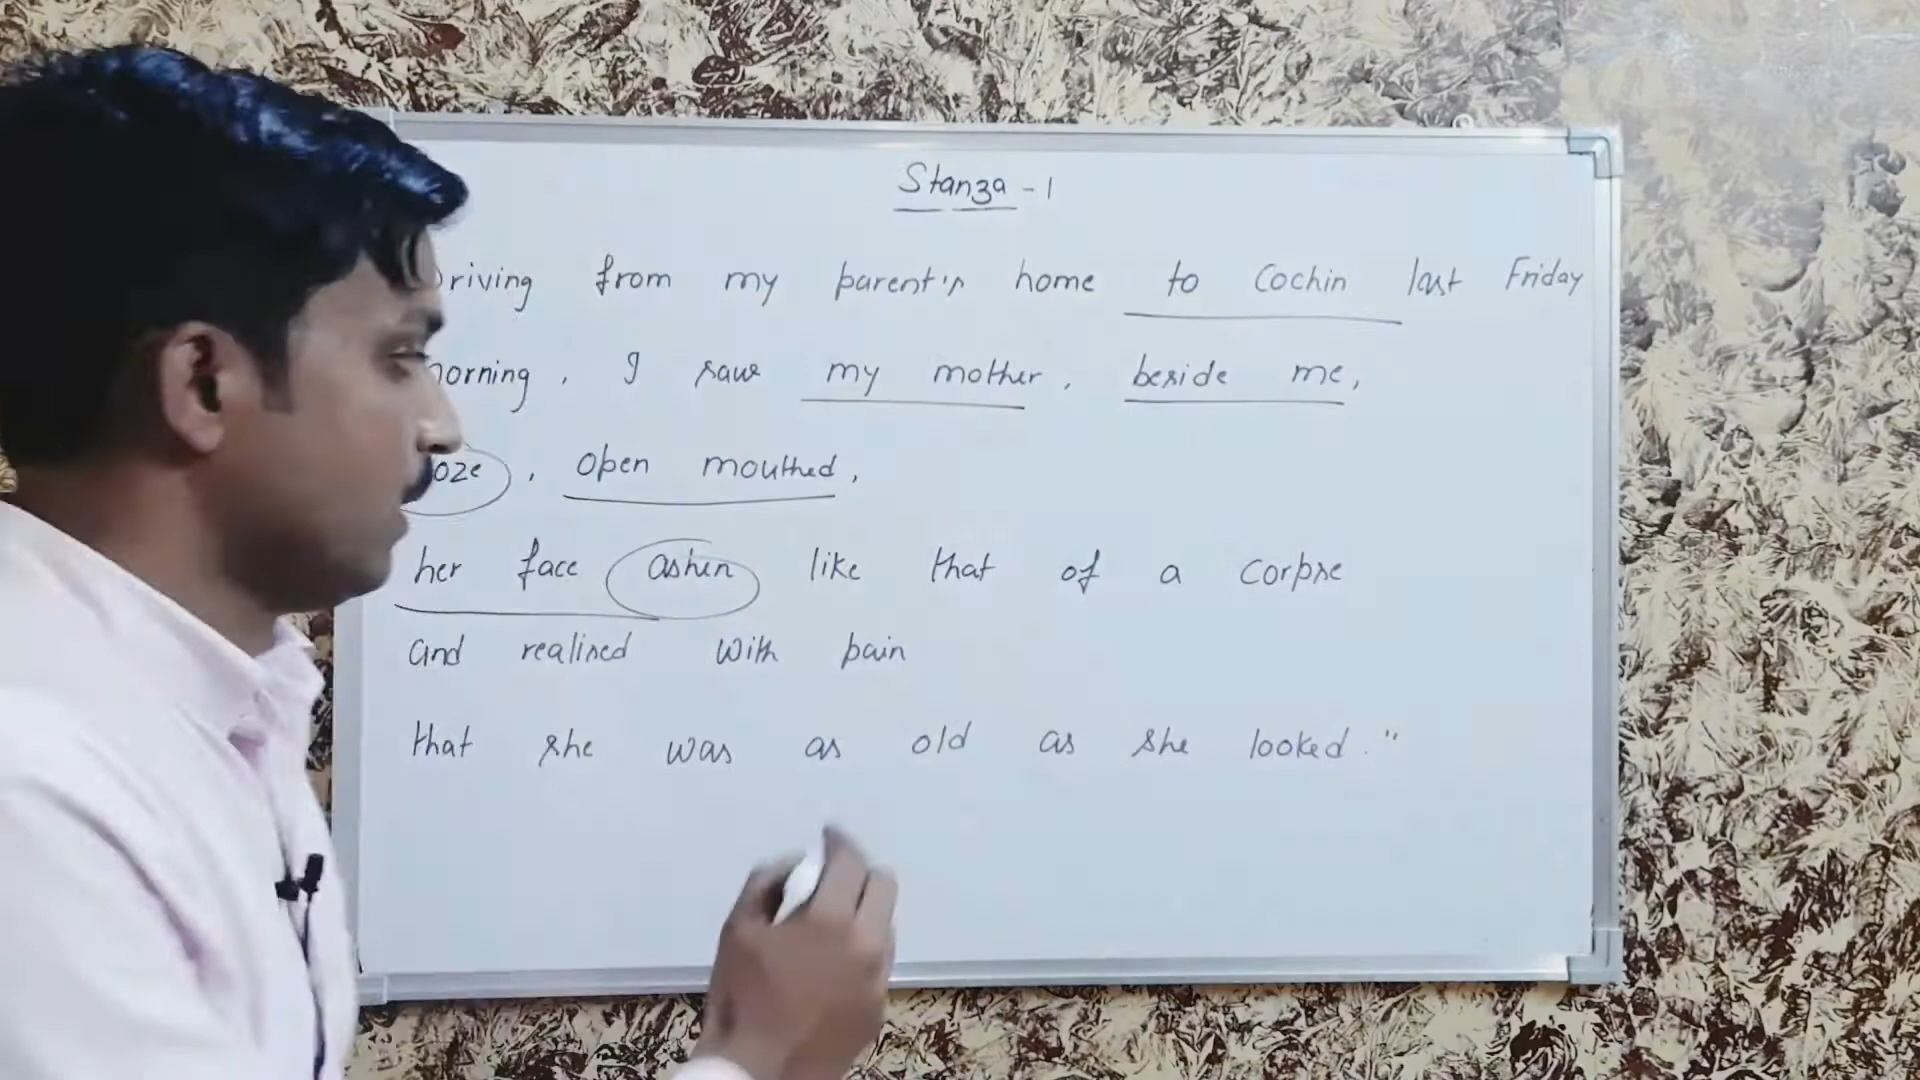 Stanza - 1
Driving from my parent's home to Cochin last Friday
morning, I saw my mother, beside me,
doze, open mouthed,
her face ashen like that of a corpse
and realised with pain
that she was as old as she looked."